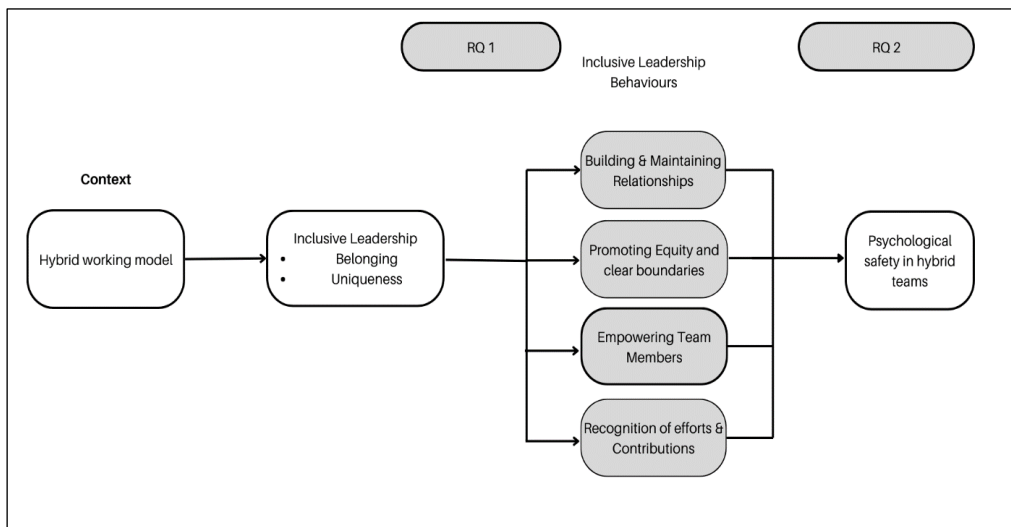 RQ 1
RQ 2
Inclusive Leadership
Behaviours
Context
Hybrid working model
Inclusive Leadership
• Belonging
• Uniqueness
Building & Maintaining
Relationships
Promoting Equity and
clear boundaries
Empowering Team
Members
Recognition of efforts &
Contributions
Psychological
safety in hybrid
teams